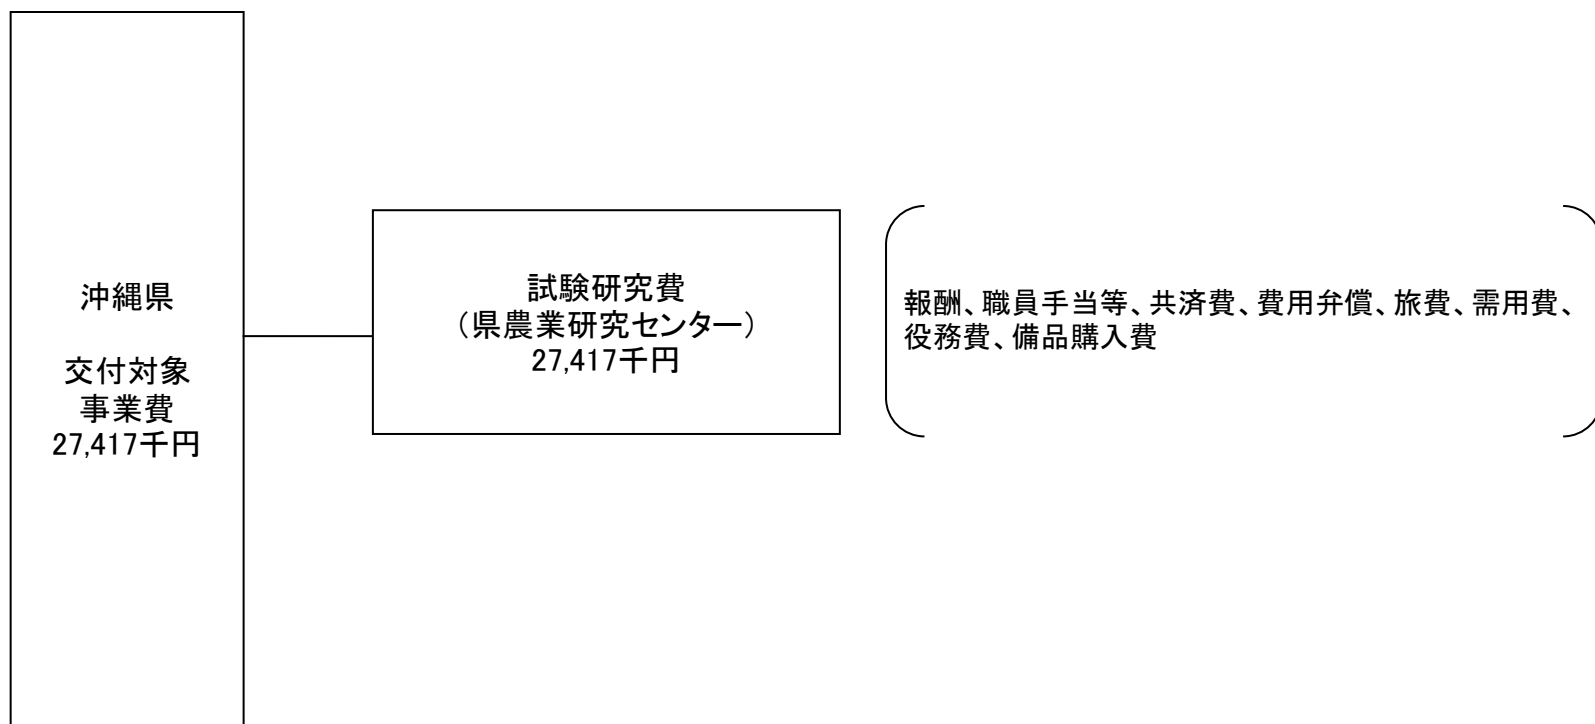 沖縄県
交付対象
事業費
27,417千円
試験研究費
（県農業研究センター）
27,417千円
報酬、職員手当等、共済費、費用弁償、旅費、需用費、
役務費、備品購入費